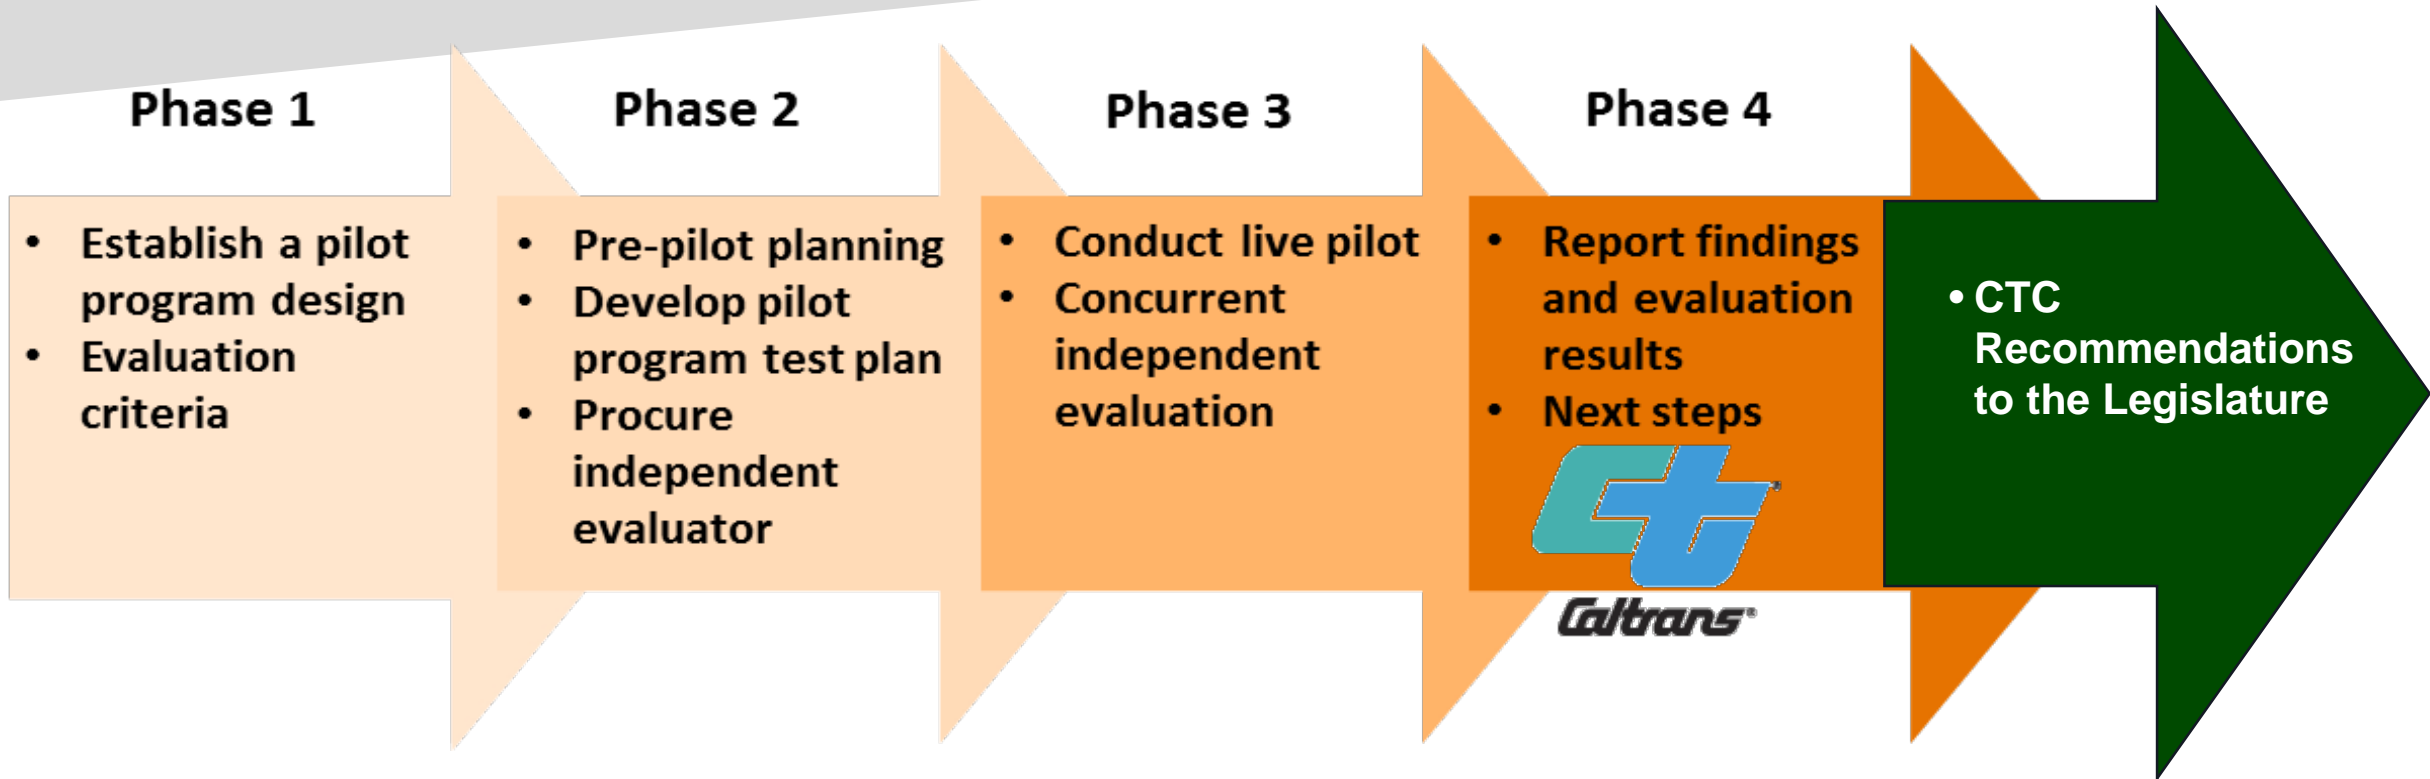 Phase 1
• Establish a pilot
program design
• Evaluation
criteria
Phase 2
• Pre-pilot planning
• Develop pilot
program test plan
• Procure
independent
evaluator
Phase 3
• Conduct live pilot
• Concurrent
independent
evaluation
Phase 4
• Report findings
and evaluation
results
• Next steps
Ct®
Caltrans®
• CTC
Recommendations
to the Legislature